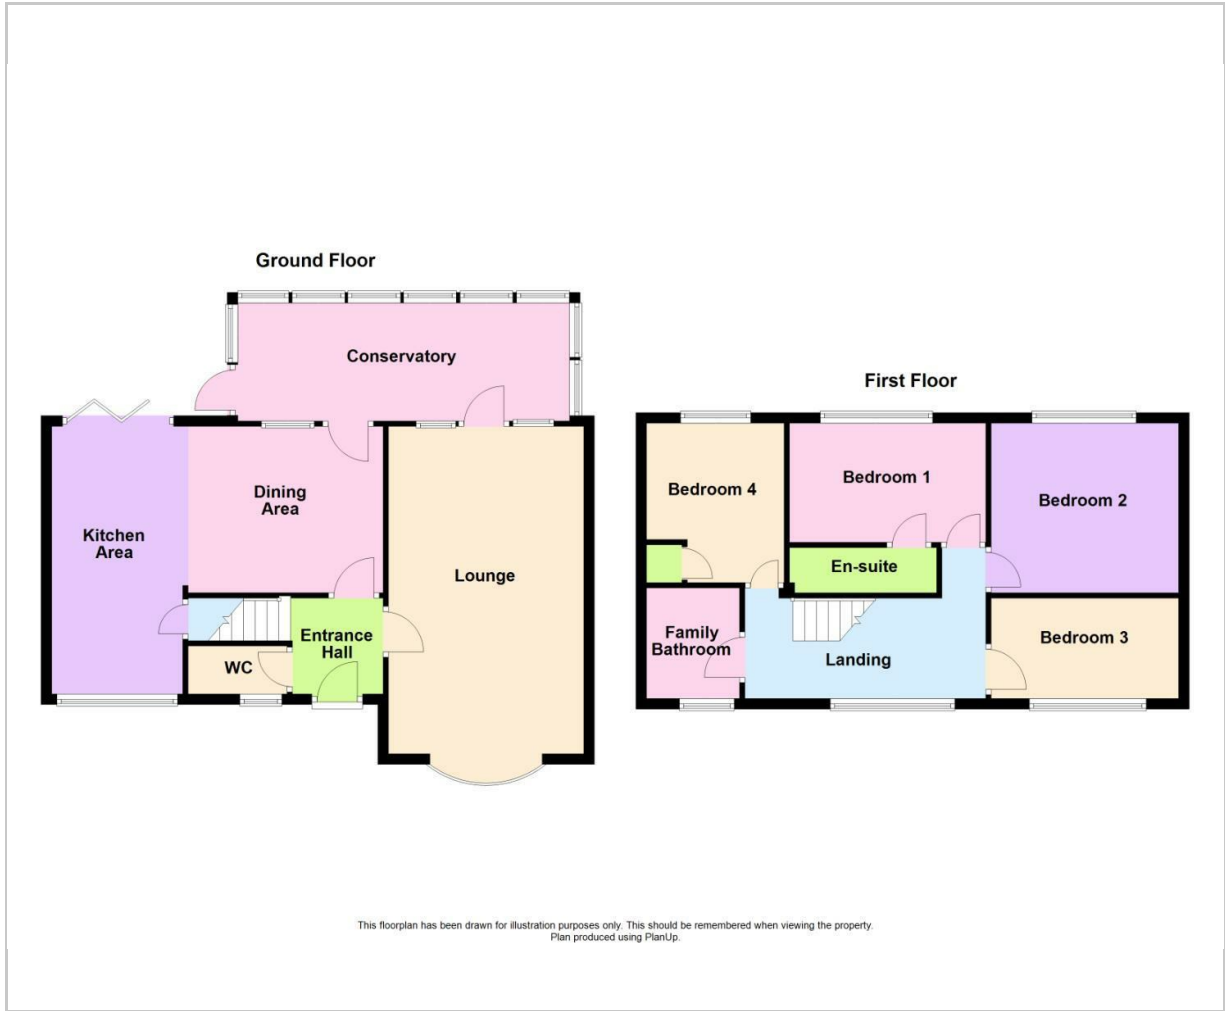 Ground Floor
Conservatory
Dining
Area
Kitchen
Area
Lounge
Entrance
Hall
WC
First Floor
Bedroom 4
Bedroom 1
Bedroom 2
En-suite
Family
Bathroom
Landing
Bedroom 3
This floorplan has been drawn for illustration purposes only. This should be remembered when viewing the property.
Plan produced using PlanUp.